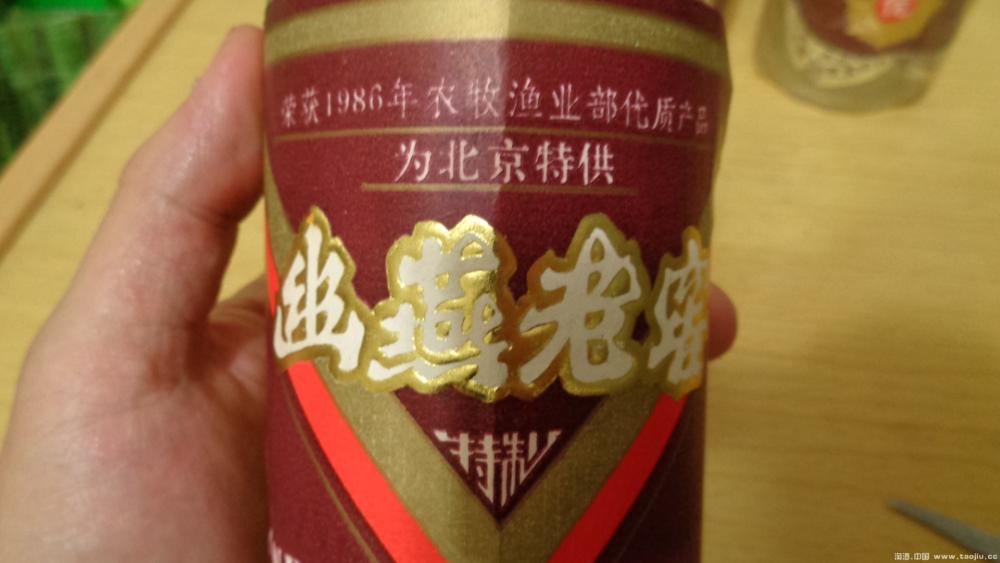 荣获1986年农牧渔业部优质产品
为北京特供
幽燕老窖
特制
淘酒.中国 www.taojiu.cc